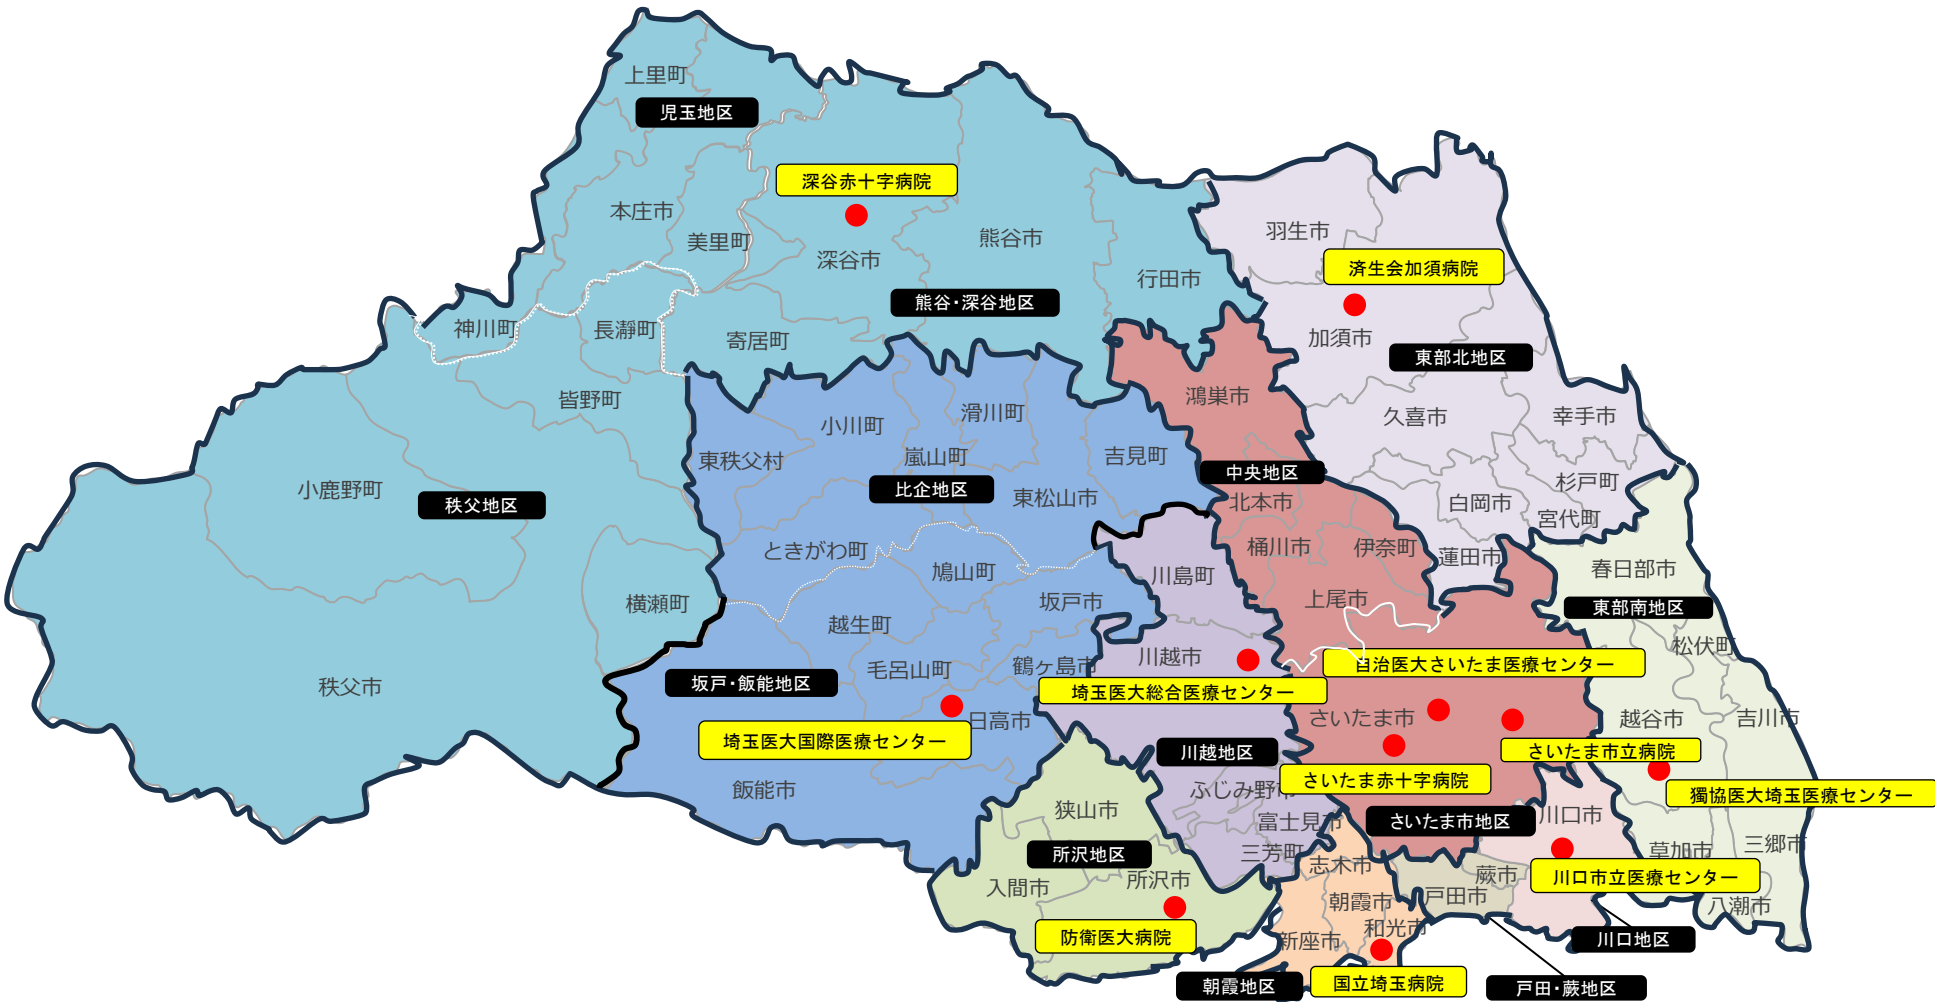 上里町
児玉地区
深谷赤十字病院
本庄市
美里町
熊谷市
深谷市
羽生市
済生会加須病院
行田市
熊谷・深谷地区
神川町
長瀞町
寄居町
加須市
東部北地区
皆野町
鴻巣市
小川町
滑川町
久喜市
幸手市
東秩父村
嵐山町
吉見町
中央地区
小鹿野町
秩父地区
比企地区
東松山市
北本市
白岡市
杉戸町
宮代町
ときがわ町
鳩山町
川島町
桶川市
伊奈町
蓮田市
春日部市
横瀬町
坂戸市
上尾市
東部南地区
越生町
松伏町
毛呂山町
鶴ヶ島市
川越市
自治医大さいたま医療センター
秩父市
坂戸・飯能地区
埼玉医大総合医療センター
日高市
さいたま市
越谷市
吉川市
埼玉医大国際医療センター
川越地区
さいたま市立病院
さいたま赤十字病院
獨協医大埼玉医療センター
飯能市
ふじみ野市
狭山市
富士見市
さいたま市地区
川口市
所沢地区
三芳町
志木市
草加市
三郷市
入間市
所沢市
蕨市
川口市立医療センター
朝霞市
戸田市
八潮市
防衛医大病院
新座市
和光市
川口地区
朝霞地区
国立埼玉病院
戸田・蕨地区